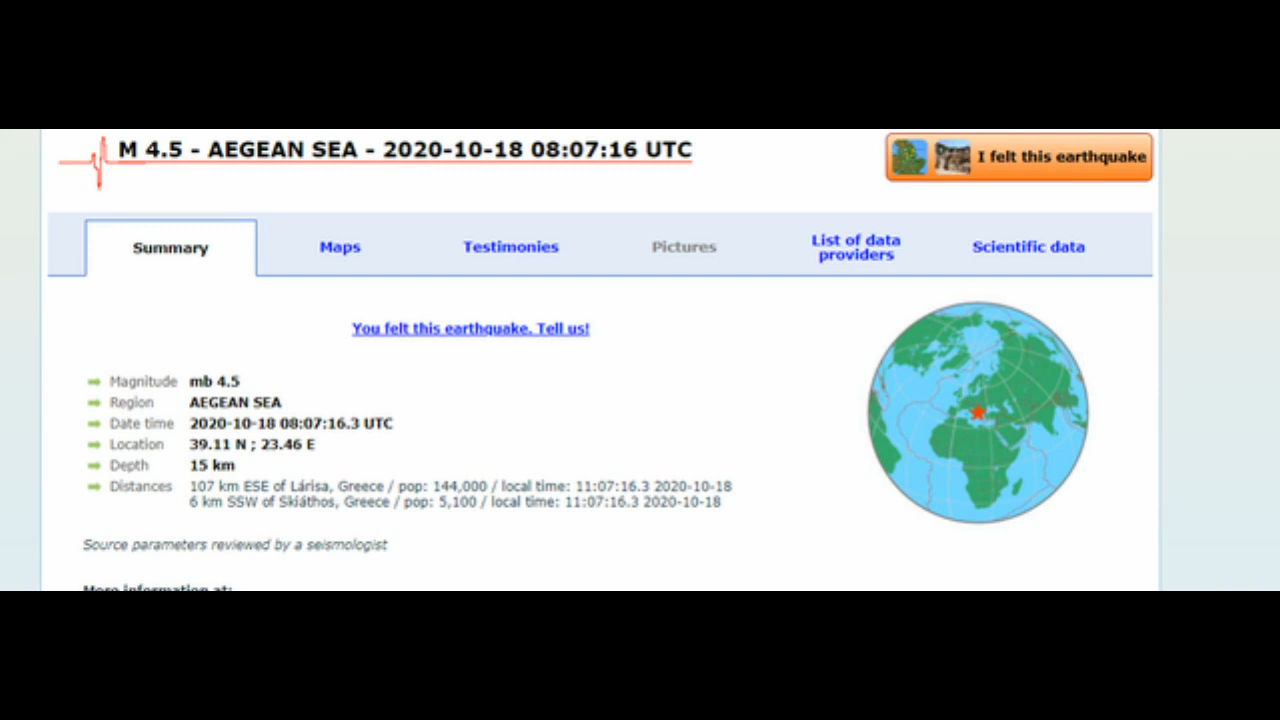 M 4.5 - AEGEAN SEA - 2020-10-18 08:07:16 UTC
I felt this earthquake
Summary
Maps
Testimonies
Pictures
List of data
providers
Scientific data
You felt this earthquake. Tell us!
Magnitude mb 4.5
Region AEGEAN SEA
Date time 2020-10-18 08:07:16.3 UTC
Location 39.11 N ; 23.46 E
Depth 15 km
Distances 107 km ESE of Lárisa, Greece / pop: 144,000 / local time: 11:07:16.3 2020-10-18
6 km SSW of Skiáthos, Greece / pop: 5,100 / local time: 11:07:16.3 2020-10-18
Source parameters reviewed by a seismologist
More information at: